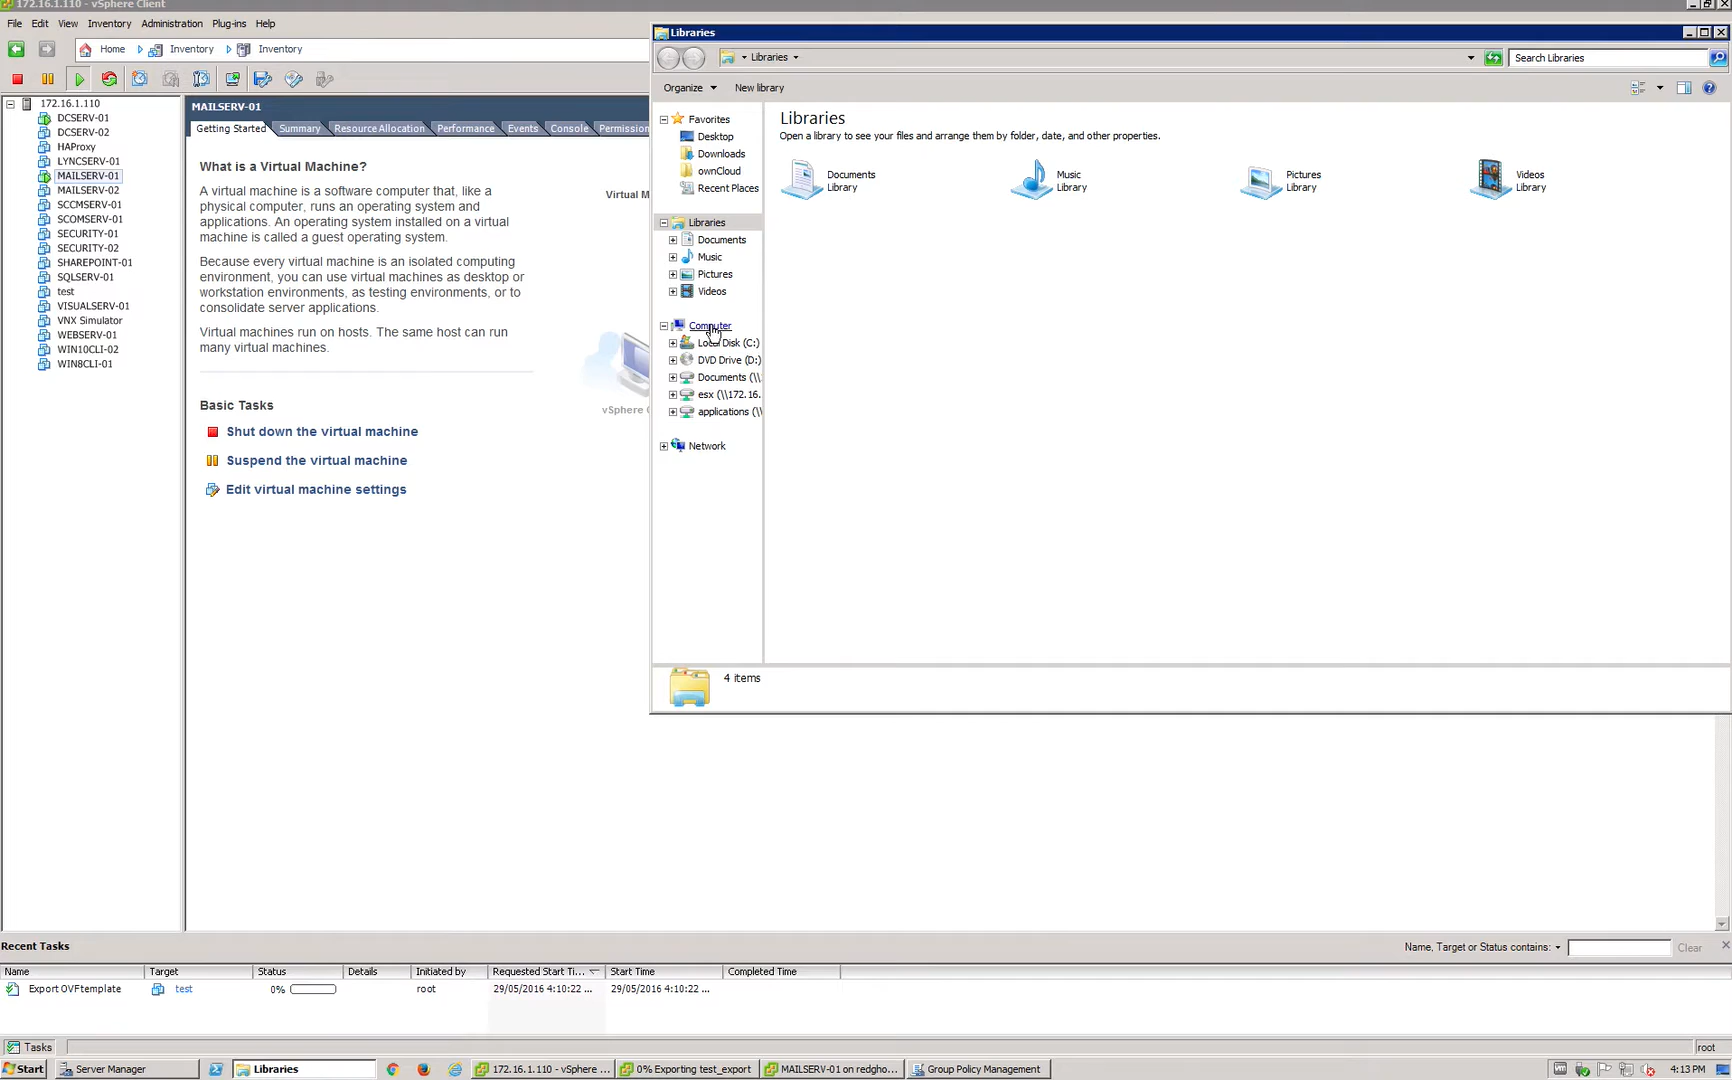 172.16.1.110 - vSphere Client
File Edit View Inventory Administration Plug-ins Help
Home Inventory Inventory
172.16.1.110
DCSERV-01
DCSERV-02
HAProxy
LYNCSERV-01
MAILSERV-01
MAILSERV-02
SCCMSERV-01
SCOMSERV-01
SECURITY-01
SECURITY-02
SHAREPOINT-01
SQLSERV-01
test
VISUALSERV-01
VNX Simulator
WEBSERV-01
WIN10CLI-02
WIN8CLI-01
MAILSERV-01
Getting Started Summary Resource Allocation Performance Events Console Permission
What is a Virtual Machine?
A virtual machine is a software computer that, like a
physical computer, runs an operating system and
applications. An operating system installed on a virtual
machine is called a guest operating system.
Because every virtual machine is an isolated computing
environment, you can use virtual machines as desktop or
workstation environments, as testing environments, or to
consolidate server applications.
Virtual machines run on hosts. The same host can run
many virtual machines.
Virtual M
vSphere C
Basic Tasks
Shut down the virtual machine
Suspend the virtual machine
Edit virtual machine settings
Libraries
Libraries
Search Libraries
Organize New library
Favorites
Desktop
Downloads
ownCloud
Recent Places
Libraries
Documents
Music
Pictures
Videos
Computer
Local Disk (C:)
DVD Drive (D:)
Documents (\\
esx (\\172.16.
applications (\\
Network
Libraries
Open a library to see your files and arrange them by folder, date, and other properties.
Documents
Library
Music
Library
Pictures
Library
Videos
Library
4 items
Recent Tasks
Name, Target or Status contains: Clear
Name Target Status Details Initiated by Requested Start Ti... Start Time Completed Time
Export OVF template test 0% root 29/05/2016 4:10:22 ... 29/05/2016 4:10:22 ...
Tasks root
Start Server Manager Libraries 172.16.1.110 - vSphere ... 0% Exporting test_export MAILSERV-01 on redgho... Group Policy Management 4:13 PM